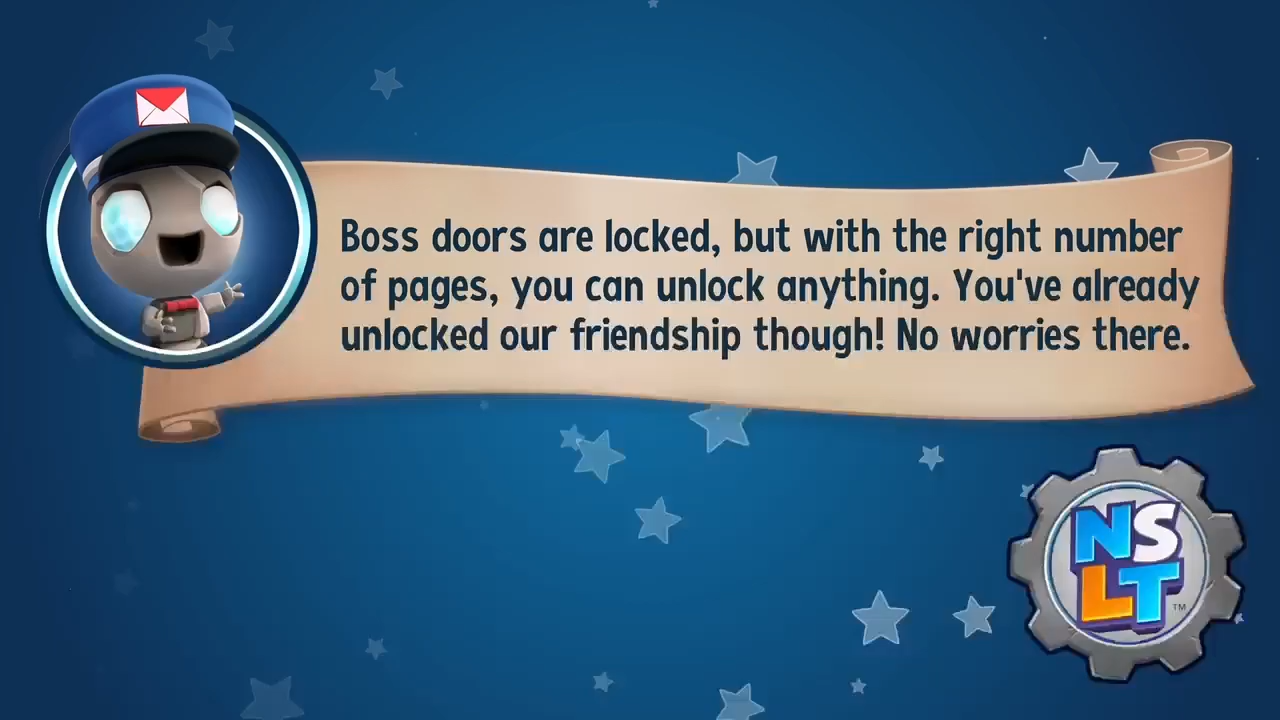 Boss doors are locked, but with the right number
of pages, you can unlock anything. You've already
unlocked our friendship though! No worries there.
NS
LT
TM